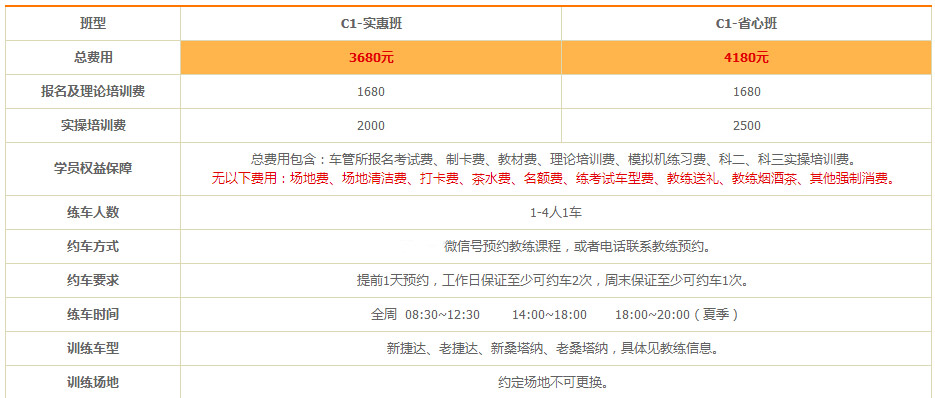 班型 C1-实惠班 C1-省心班
总费用 3680元 4180元
报名及理论培训费 1680 1680
实操培训费 2000 2500
学员权益保障 总费用包含：车管所报名考试费、制卡费、教材费、理论培训费、模拟机练习费、科二、科三实操培训费。
无以下费用：场地费、场地清洁费、打卡费、茶水费、名额费、练考试车型费、教练送礼、教练烟酒茶、其他强制消费。
练车人数 1-4人1车
约车方式 微信号预约教练课程，或者电话联系教练预约。
约车要求 提前1天预约，工作日保证至少可约车2次，周末保证至少可约车1次。
练车时间 全周 08:30~12:30 14:00~18:00 18:00~20:00（夏季）
训练车型 新捷达、老捷达、新桑塔纳、老桑塔纳，具体见教练信息。
训练场地 约定场地不可更换。